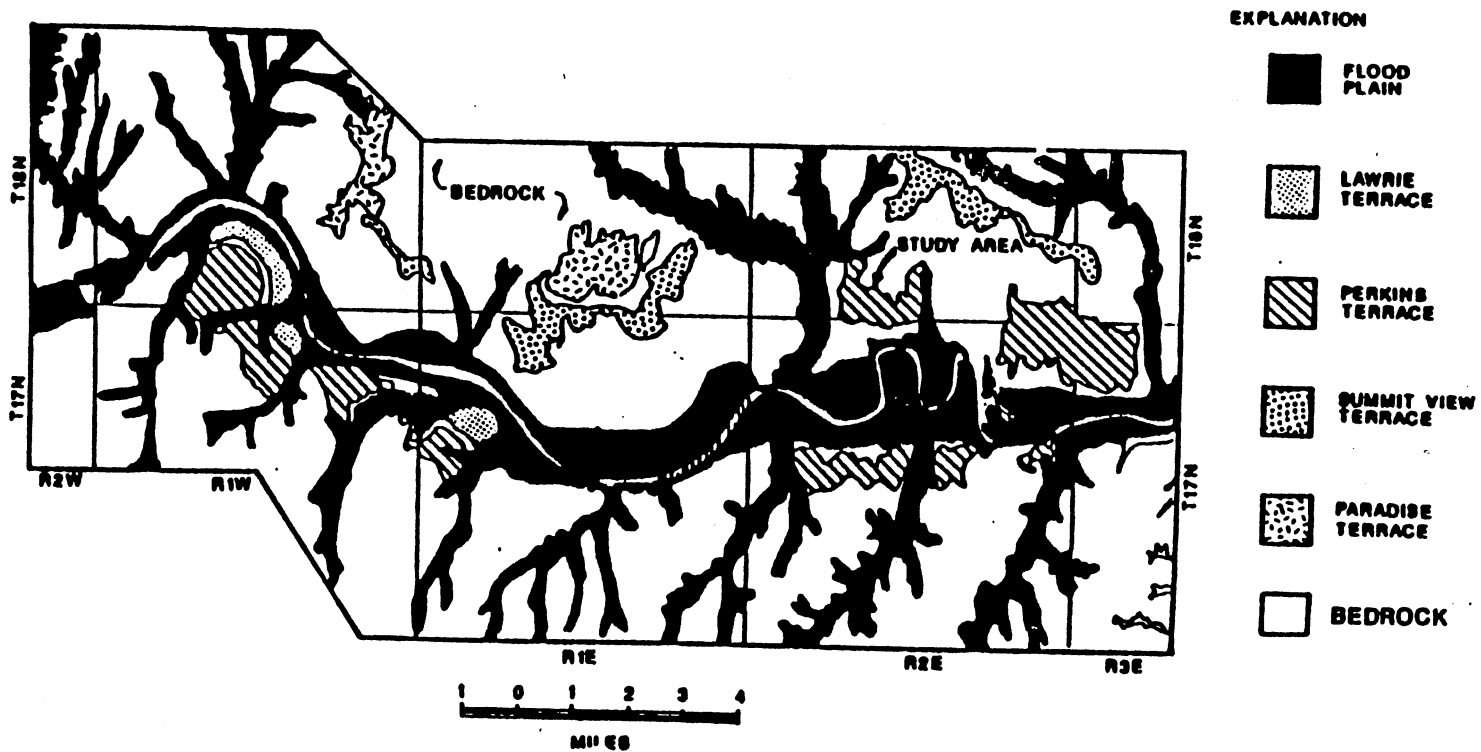 EXPLANATION
FLOOD
PLAIN
LAWRIE
TERRACE
PERKINS
TERRACE
SUMMIT VIEW
TERRACE
PARADISE
TERRACE
BEDROCK
T18N
T17N
BEDROCK
STUDY AREA
T18N
T17N
R2W
R1W
R1E
R2E
R3E
1 0 1 2 3 4
MILES